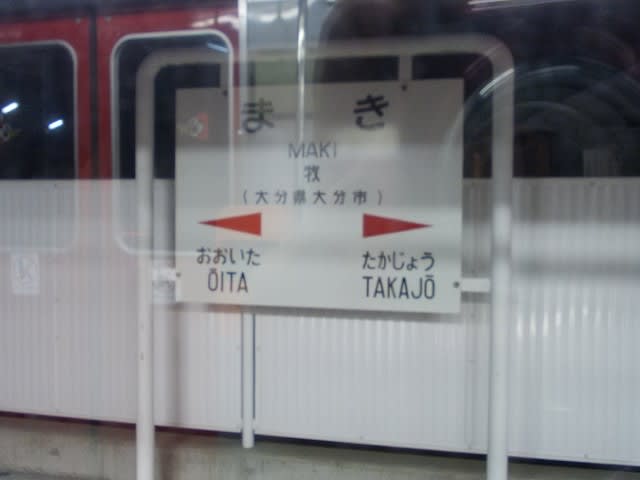 まき
MAKI
牧
(大分県大分市)
おおいた たかじょう
ŌITA TAKAJŌ